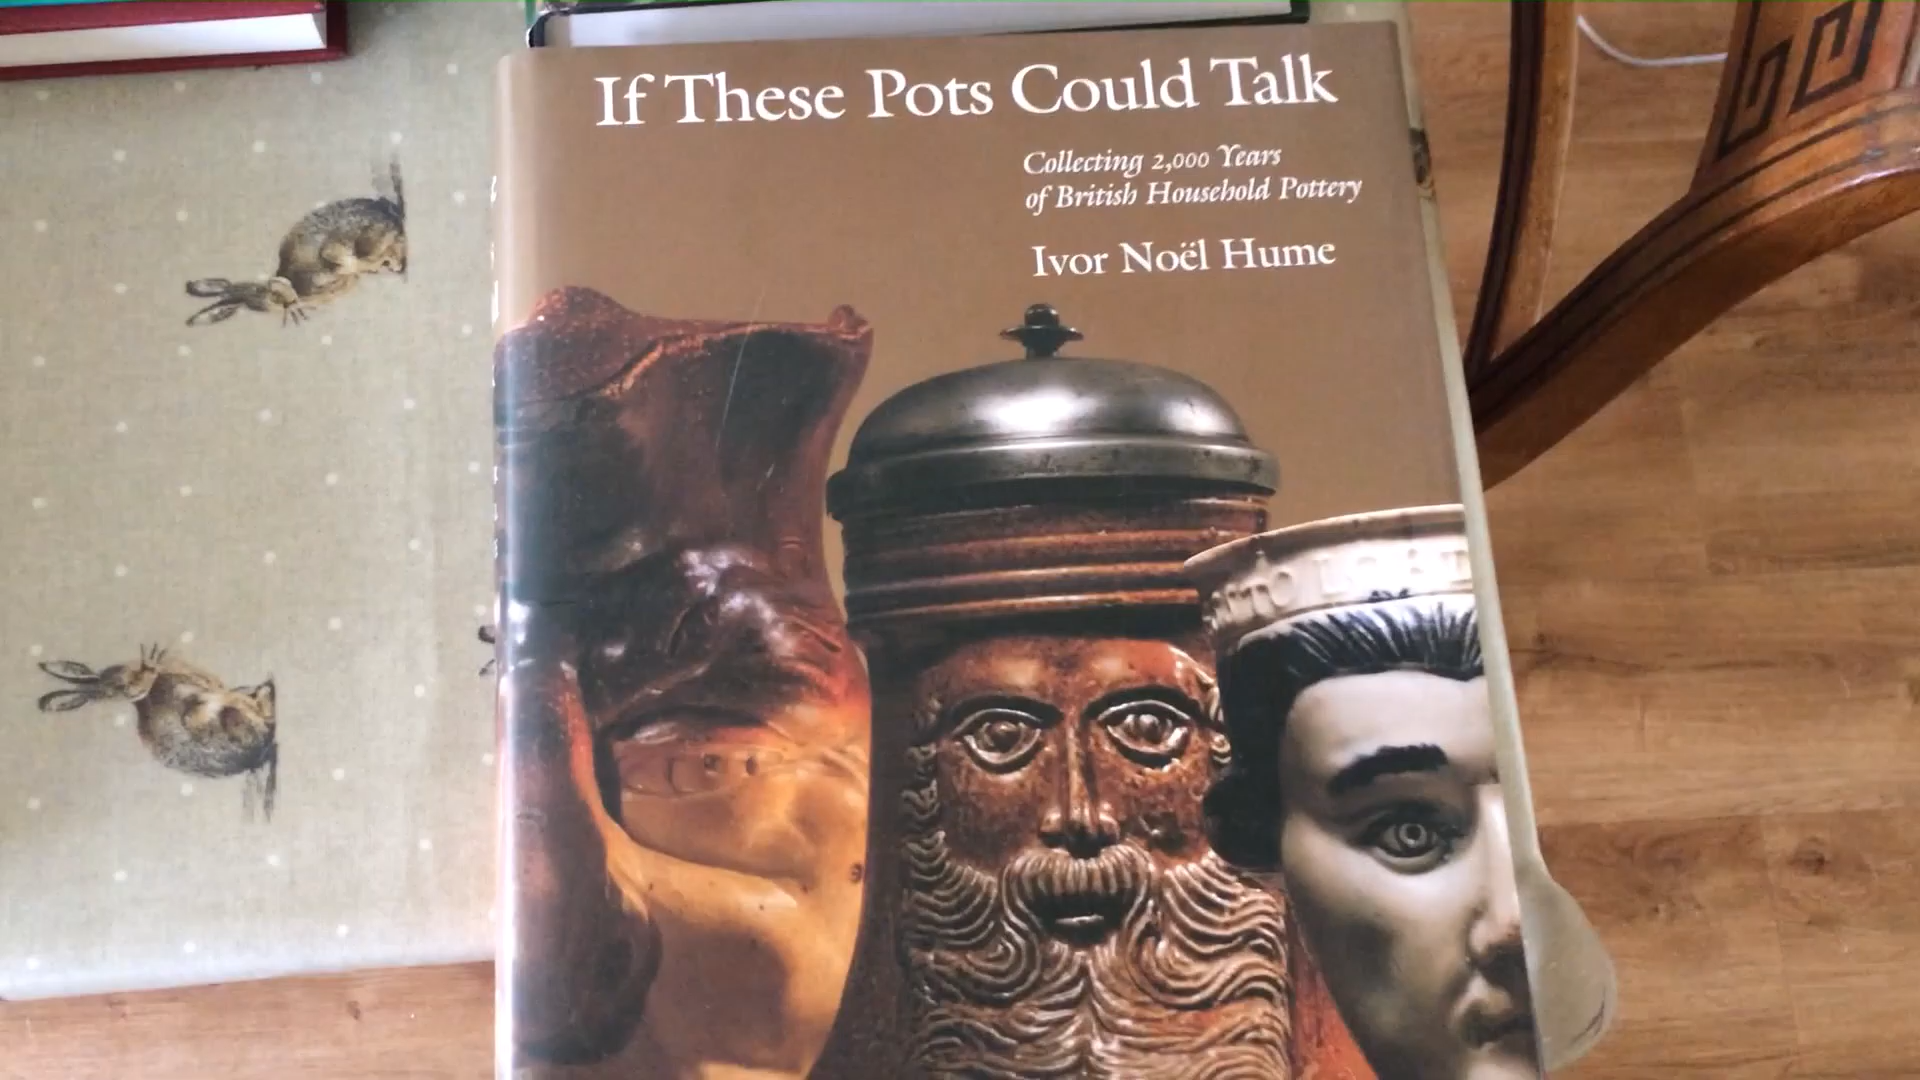 If These Pots Could Talk
Collecting 2,000 Years
of British Household Pottery
Ivor Noël Hume